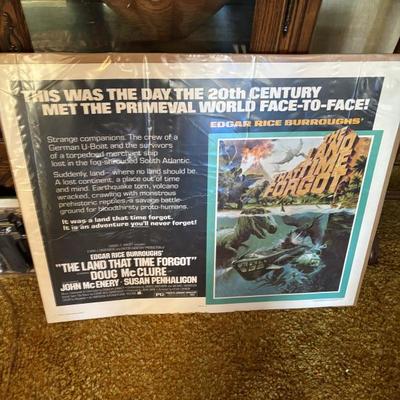 THIS WAS THE DAY THE 20TH CENTURY
MET THE PRIMEVAL WORLD FACE-TO-FACE!
EDGAR RICE BURROUGHS'
THE
LAND
THAT TIME
FORGOT
Strange companions. The crew of a
German U-Boat and the survivors
of a torpedoed merchant ship
lost in the fog-shrouded South Atlantic.
Suddenly, land—where no land should be.
A lost continent, a place out of time
and mind. Earthquake torn, volcano
wracked, crawling with monstrous
prehistoric reptiles, a savage battle-
ground for bloodthirsty proto-humans.
It was a land that time forgot.
It is an adventure you'll never forget!
EDGAR RICE BURROUGHS'
"THE LAND THAT TIME FORGOT"
DOUG McCLURE
JOHN McENERY · SUSAN PENHALIGON
PG